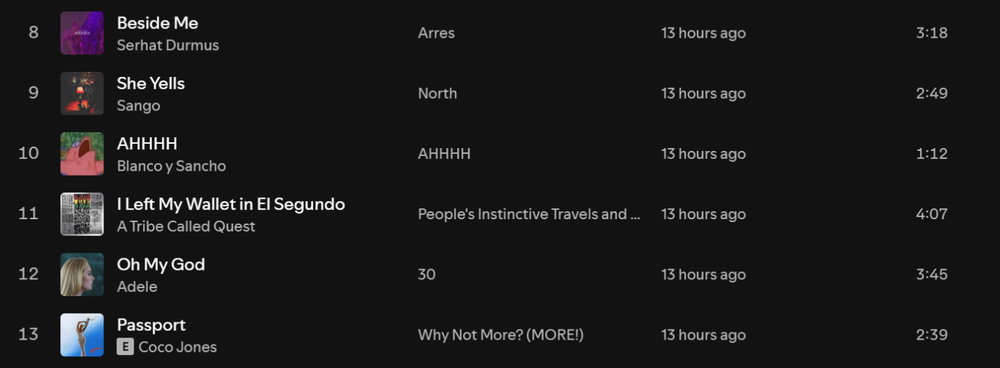 8 Beside Me Arres 13 hours ago 3:18
Serhat Durmus
9 She Yells North 13 hours ago 2:49
Sango
10 AHHHH AHHHH 13 hours ago 1:12
Blanco y Sancho
11 I Left My Wallet in El Segundo People's Instinctive Travels and ... 13 hours ago 4:07
A Tribe Called Quest
12 Oh My God 30 13 hours ago 3:45
Adele
13 Passport Why Not More? (MORE!) 13 hours ago 2:39
E Coco Jones